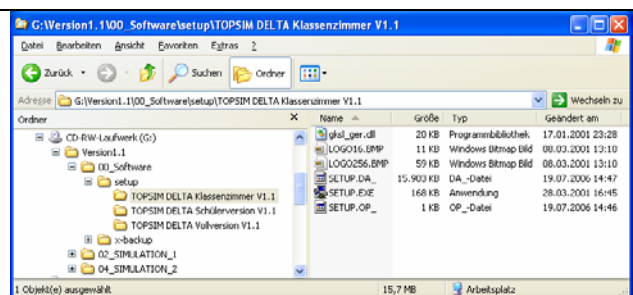 G:\Version1.1\00_Software\setup\TOPSIM DELTA Klassenzimmer V1.1
Datei Bearbeiten Ansicht Favoriten Extras ?
Zurück Suchen Ordner
Adresse G:\Version1.1\00_Software\setup\TOPSIM DELTA Klassenzimmer V1.1 Wechseln zu
Ordner × Name Größe Typ Geändert am
CD-RW-Laufwerk (G:) gksl_ger.dll 20 KB Programmbibliothek 17.01.2001 23:28
Version1.1 LOGO16.BMP 11 KB Windows Bitmap Bild 08.03.2001 13:10
00_Software LOGO256.BMP 59 KB Windows Bitmap Bild 08.03.2001 13:10
setup SETUP.DA_ 15.903 KB DA_-Datei 19.07.2006 14:47
TOPSIM DELTA Klassenzimmer V1.1 SETUP.EXE 168 KB Anwendung 28.03.2001 16:45
TOPSIM DELTA Schülerversion V1.1 SETUP.OP_ 1 KB OP_-Datei 19.07.2006 14:46
TOPSIM DELTA Vollversion V1.1
x-backup
02_SIMULATION_1
04_SIMULATION_2
1 Objekt(e) ausgewählt 15,7 MB Arbeitsplatz